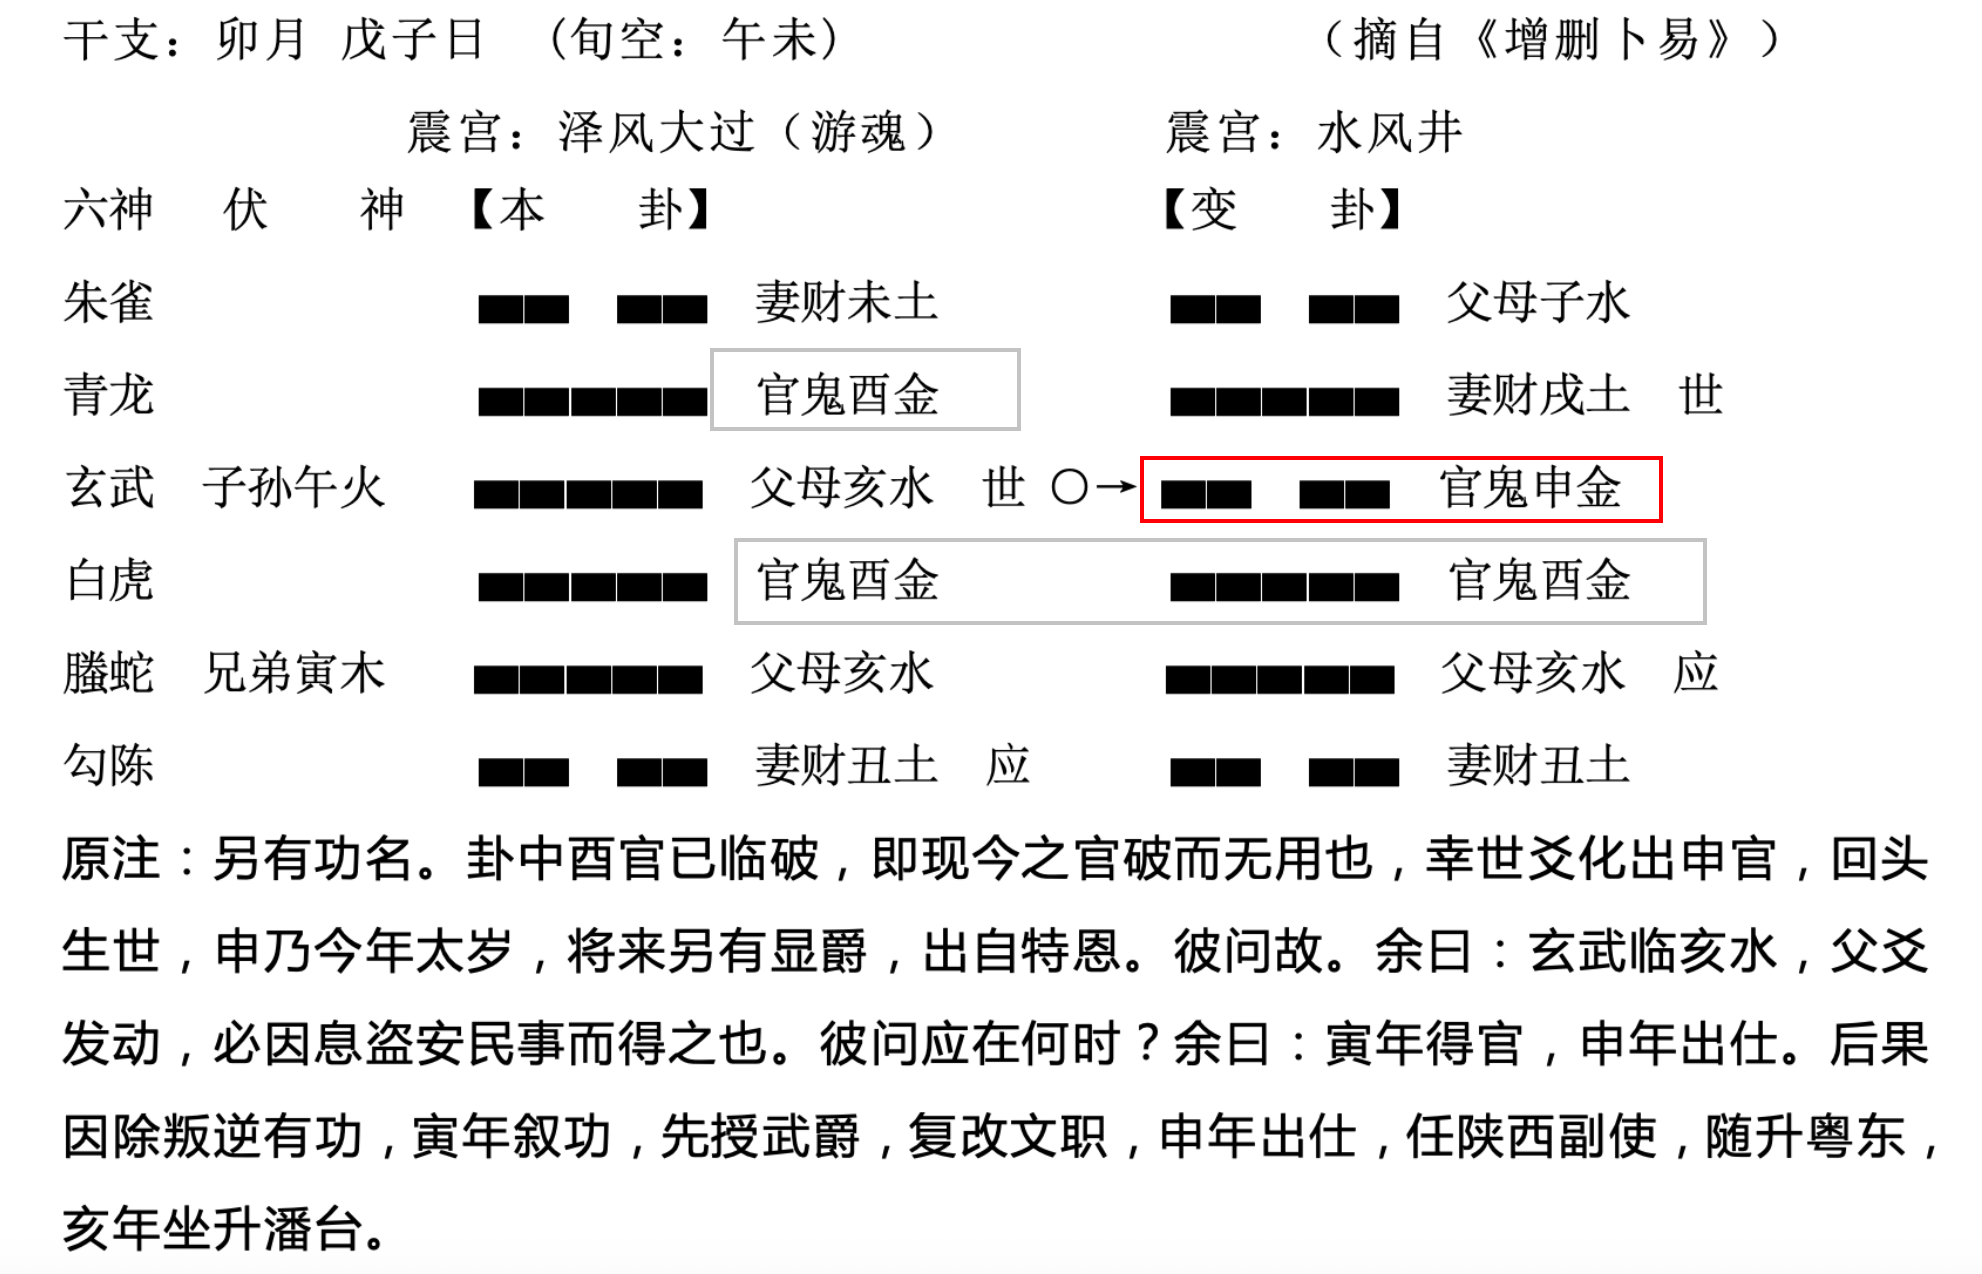 干支：卯月 戊子日 （旬空：午未） （摘自《增删卜易》）
震宫：泽风大过（游魂） 震宫：水风井
六神 伏 神 【本 卦】 【变 卦】
朱雀 妻财未土 父母子水
青龙 官鬼酉金 妻财戌土 世
玄武 子孙午火 父母亥水 世 〇→ 官鬼申金
白虎 官鬼酉金 官鬼酉金
螣蛇 兄弟寅木 父母亥水 父母亥水 应
勾陈 妻财丑土 应 妻财丑土
原注：另有功名。卦中酉官已临破，即现今之官破而无用也，幸世爻化出申官，回头
生世，申乃今年太岁，将来另有显爵，出自特恩。彼问故。余曰：玄武临亥水，父爻
发动，必因息盗安民事而得之也。彼问应在何时？余曰：寅年得官，申年出仕。后果
因除叛逆有功，寅年叙功，先授武爵，复改文职，申年出仕，任陕西副使，随升粤东，
亥年坐升潘台。